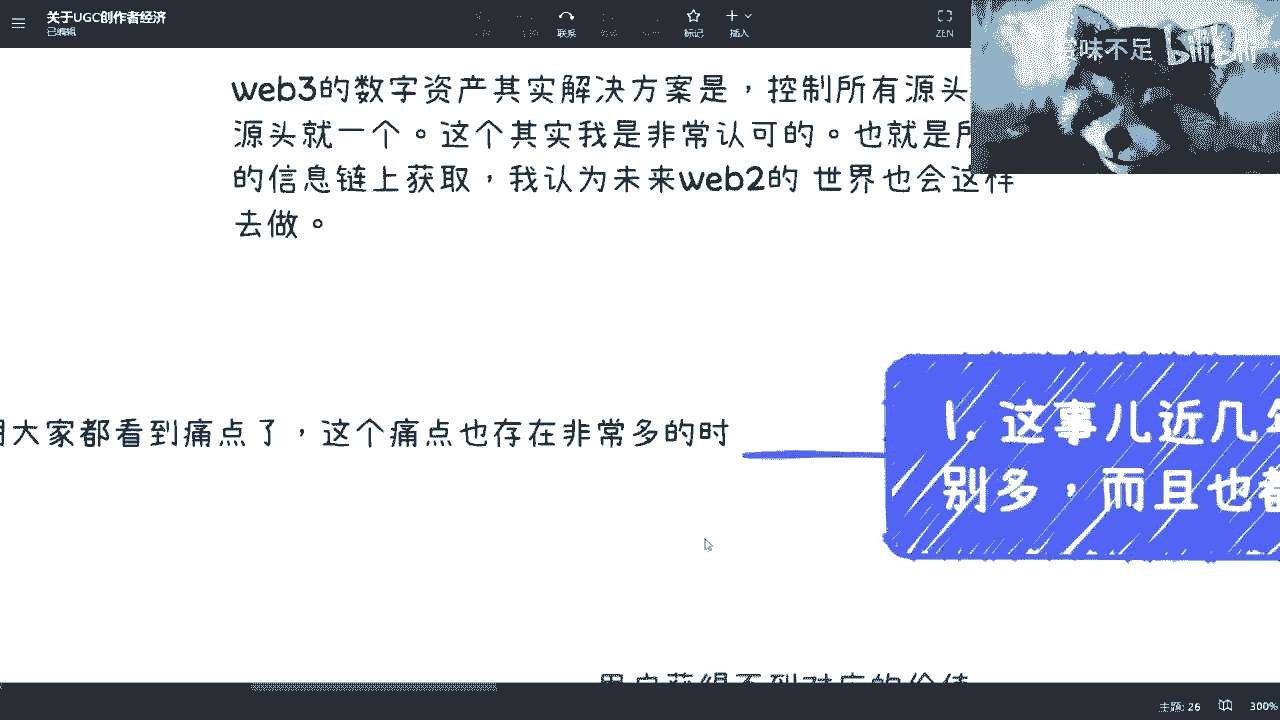 关于UGC创作者经济
已编辑
联系
标记
插入
ZEN
赏味不足 bilibili
web3的数字资产其实解决方案是，控制所有源头
源头就一个。这个其实我是非常认可的。也就是所
的信息链上获取，我认为未来web2的 世界也会这样
去做。
大家都看到痛点了，这个痛点也存在非常多的时
1. 这事儿近几年
别多，而且也都
用户获得不到对应的价值
主题: 26
300%